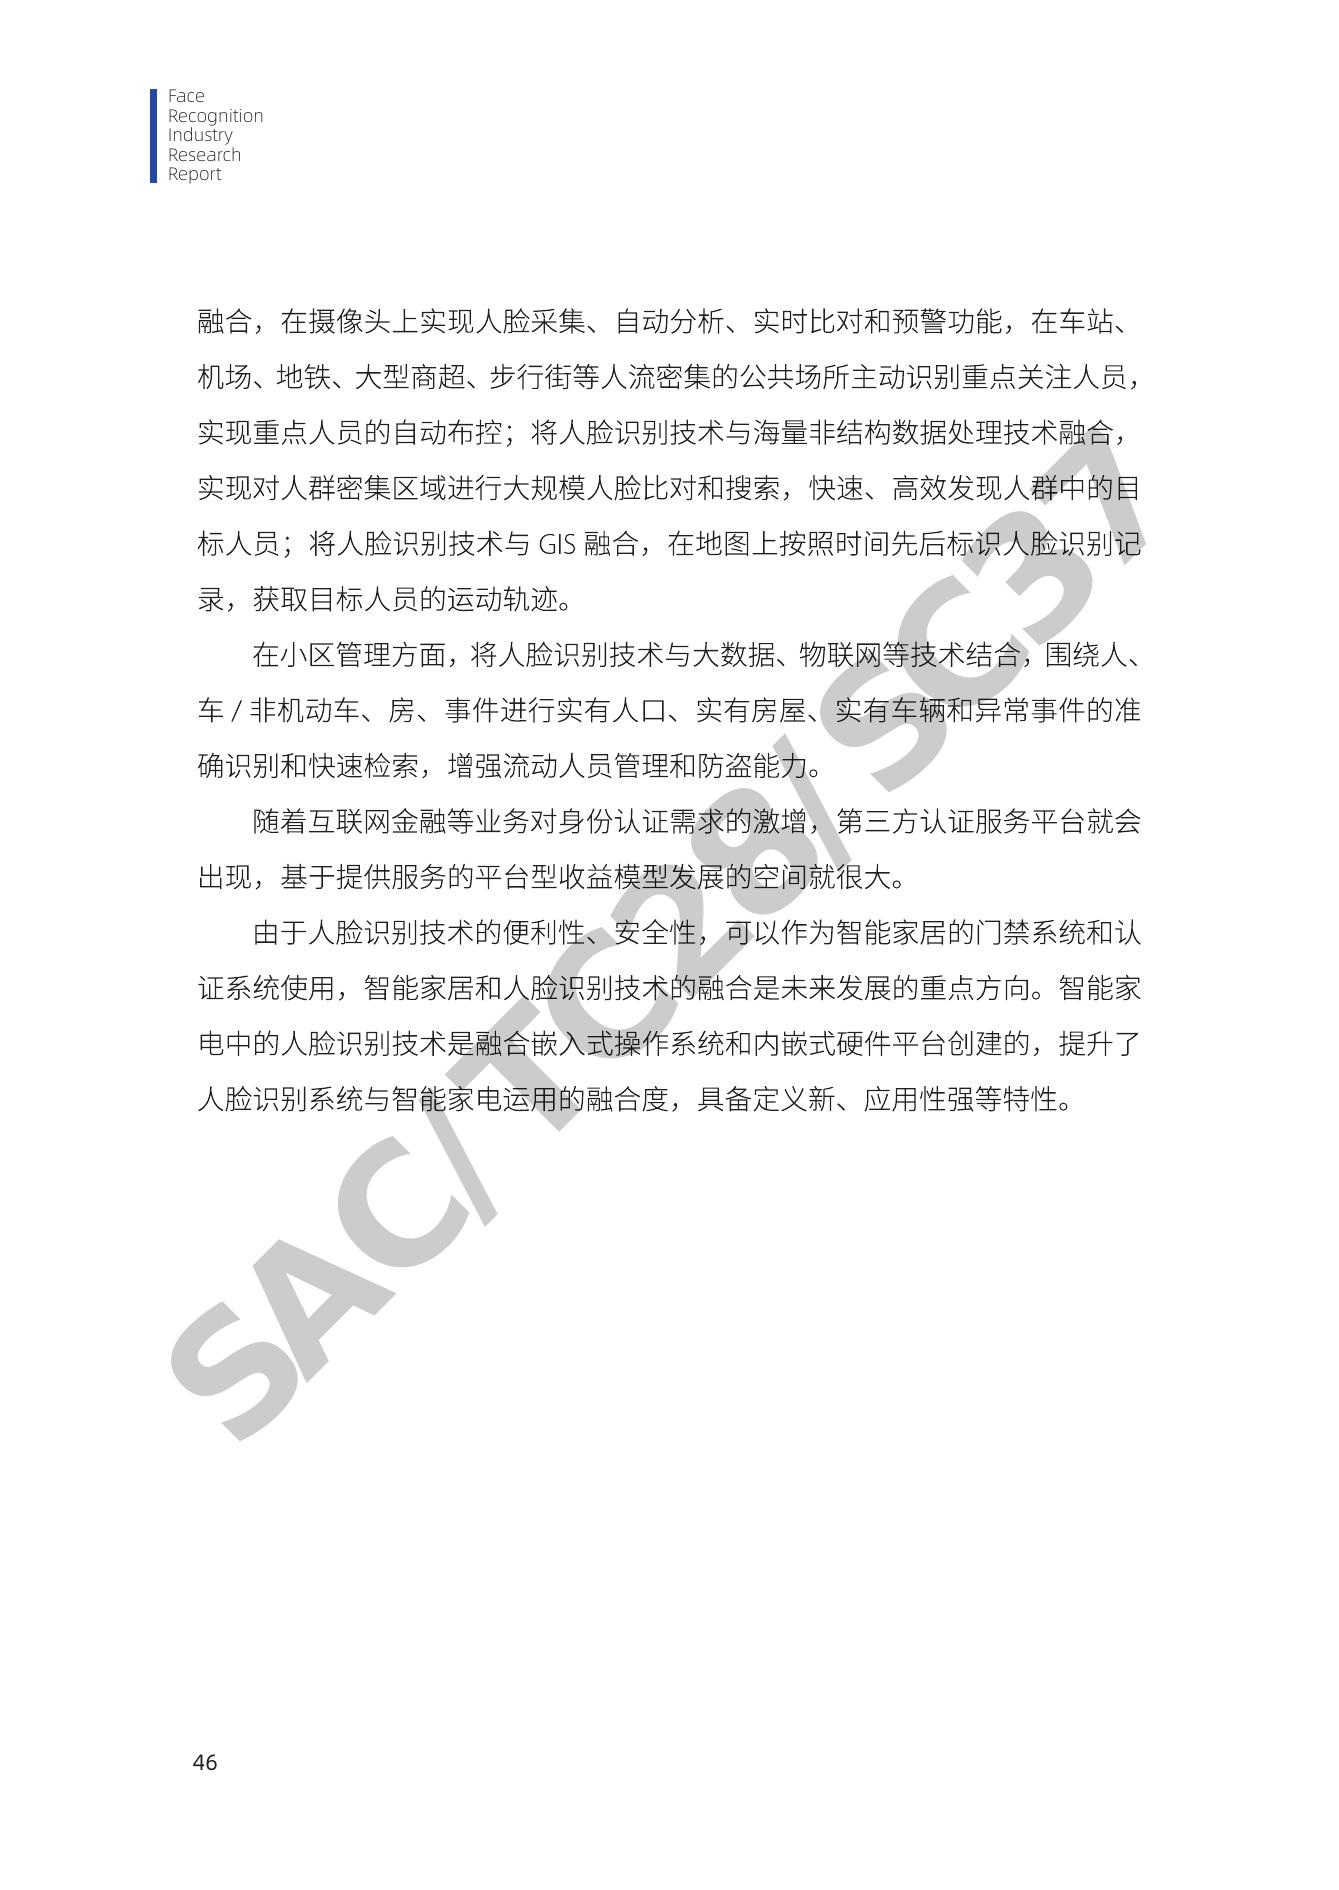 Face
Recognition
Industry
Research
Report
融合，在摄像头上实现人脸采集、自动分析、实时比对和预警功能，在车站、
机场、地铁、大型商超、步行街等人流密集的公共场所主动识别重点关注人员，
实现重点人员的自动布控；将人脸识别技术与海量非结构数据处理技术融合，
实现对人群密集区域进行大规模人脸比对和搜索，快速、高效发现人群中的目
标人员；将人脸识别技术与 GIS 融合，在地图上按照时间先后标识人脸识别记
录，获取目标人员的运动轨迹。
在小区管理方面，将人脸识别技术与大数据、物联网等技术结合，围绕人、
车 / 非机动车、房、事件进行实有人口、实有房屋、实有车辆和异常事件的准
确识别和快速检索，增强流动人员管理和防盗能力。
随着互联网金融等业务对身份认证需求的激增，第三方认证服务平台就会
出现，基于提供服务的平台型收益模型发展的空间就很大。
由于人脸识别技术的便利性、安全性，可以作为智能家居的门禁系统和认
证系统使用，智能家居和人脸识别技术的融合是未来发展的重点方向。智能家
电中的人脸识别技术是融合嵌入式操作系统和内嵌式硬件平台创建的，提升了
人脸识别系统与智能家电运用的融合度，具备定义新、应用性强等特性。
SAC/TC28/SC37
46